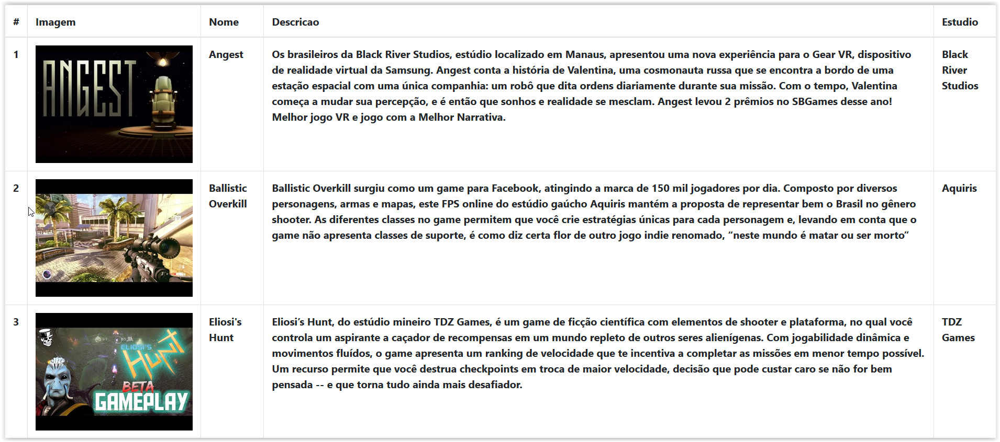 # Imagem Nome Descricao Estudio
1
ANGEST
Angest
Os brasileiros da Black River Studios, estúdio localizado em Manaus, apresentou uma nova experiência para o Gear VR, dispositivo
de realidade virtual da Samsung. Angest conta a história de Valentina, uma cosmonauta russa que se encontra a bordo de uma
estação espacial com uma única companhia: um robô que dita ordens diariamente durante sua missão. Com o tempo, Valentina
começa a mudar sua percepção, e é então que sonhos e realidade se mesclam. Angest levou 2 prêmios no SBGames desse ano!
Melhor jogo VR e jogo com a Melhor Narrativa.
Black
River
Studios
2
Ballistic
Overkill
Ballistic Overkill surgiu como um game para Facebook, atingindo a marca de 150 mil jogadores por dia. Composto por diversos
personagens, armas e mapas, este FPS online do estúdio gaúcho Aquiris mantém a proposta de representar bem o Brasil no gênero
shooter. As diferentes classes no game permitem que você crie estratégias únicas para cada personagem e, levando em conta que o
game não apresenta classes de suporte, é como diz certa flor de outro jogo indie renomado, “neste mundo é matar ou ser morto”
Aquiris
3
ELIOSI'S
Hunt
BETA
GAMEPLAY
Eliosi's
Hunt
Eliosi’s Hunt, do estúdio mineiro TDZ Games, é um game de ficção científica com elementos de shooter e plataforma, no qual você
controla um aspirante a caçador de recompensas em um mundo repleto de outros seres alienígenas. Com jogabilidade dinâmica e
movimentos fluídos, o game apresenta um ranking de velocidade que te incentiva a completar as missões em menor tempo possível.
Um recurso permite que você destrua checkpoints em troca de maior velocidade, decisão que pode custar caro se não for bem
pensada -- e que torna tudo ainda mais desafiador.
TDZ
Games